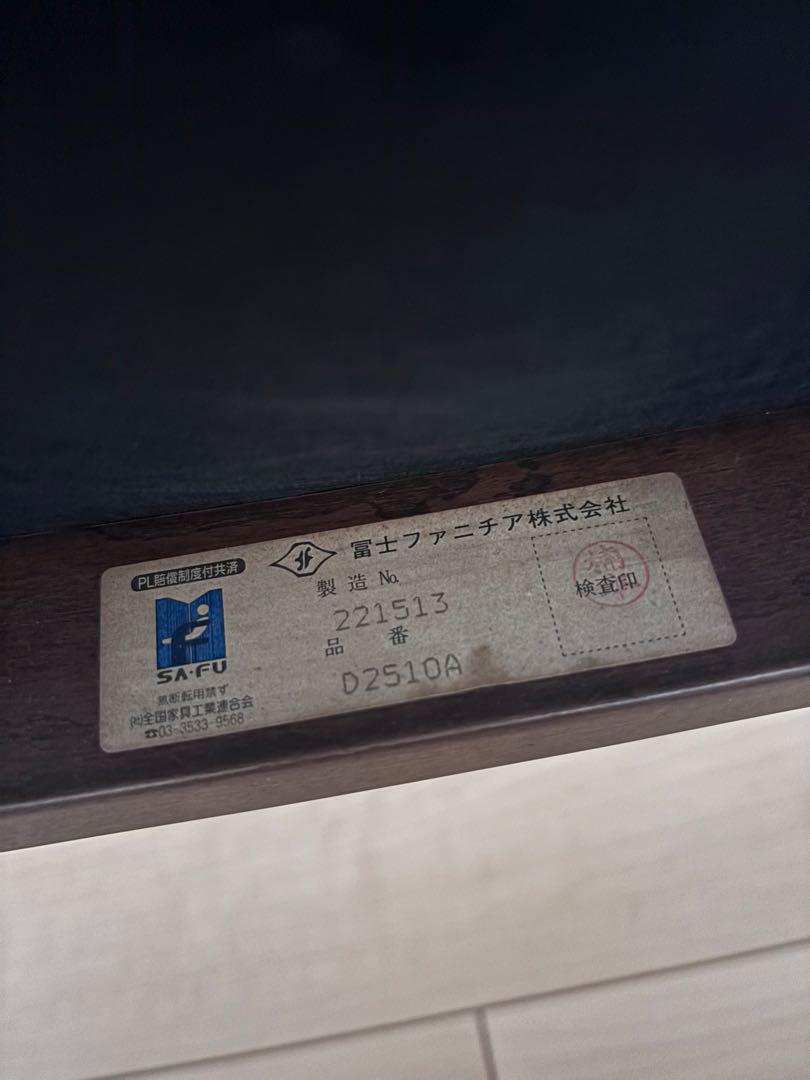 PL賠償制度付共済
SA・FU
無断転用禁ず
(社)全国家具工業連合会
☎03-3533-9568
冨士ファニチア株式会社
製造 No.
221513
品番
D2510A
検査印